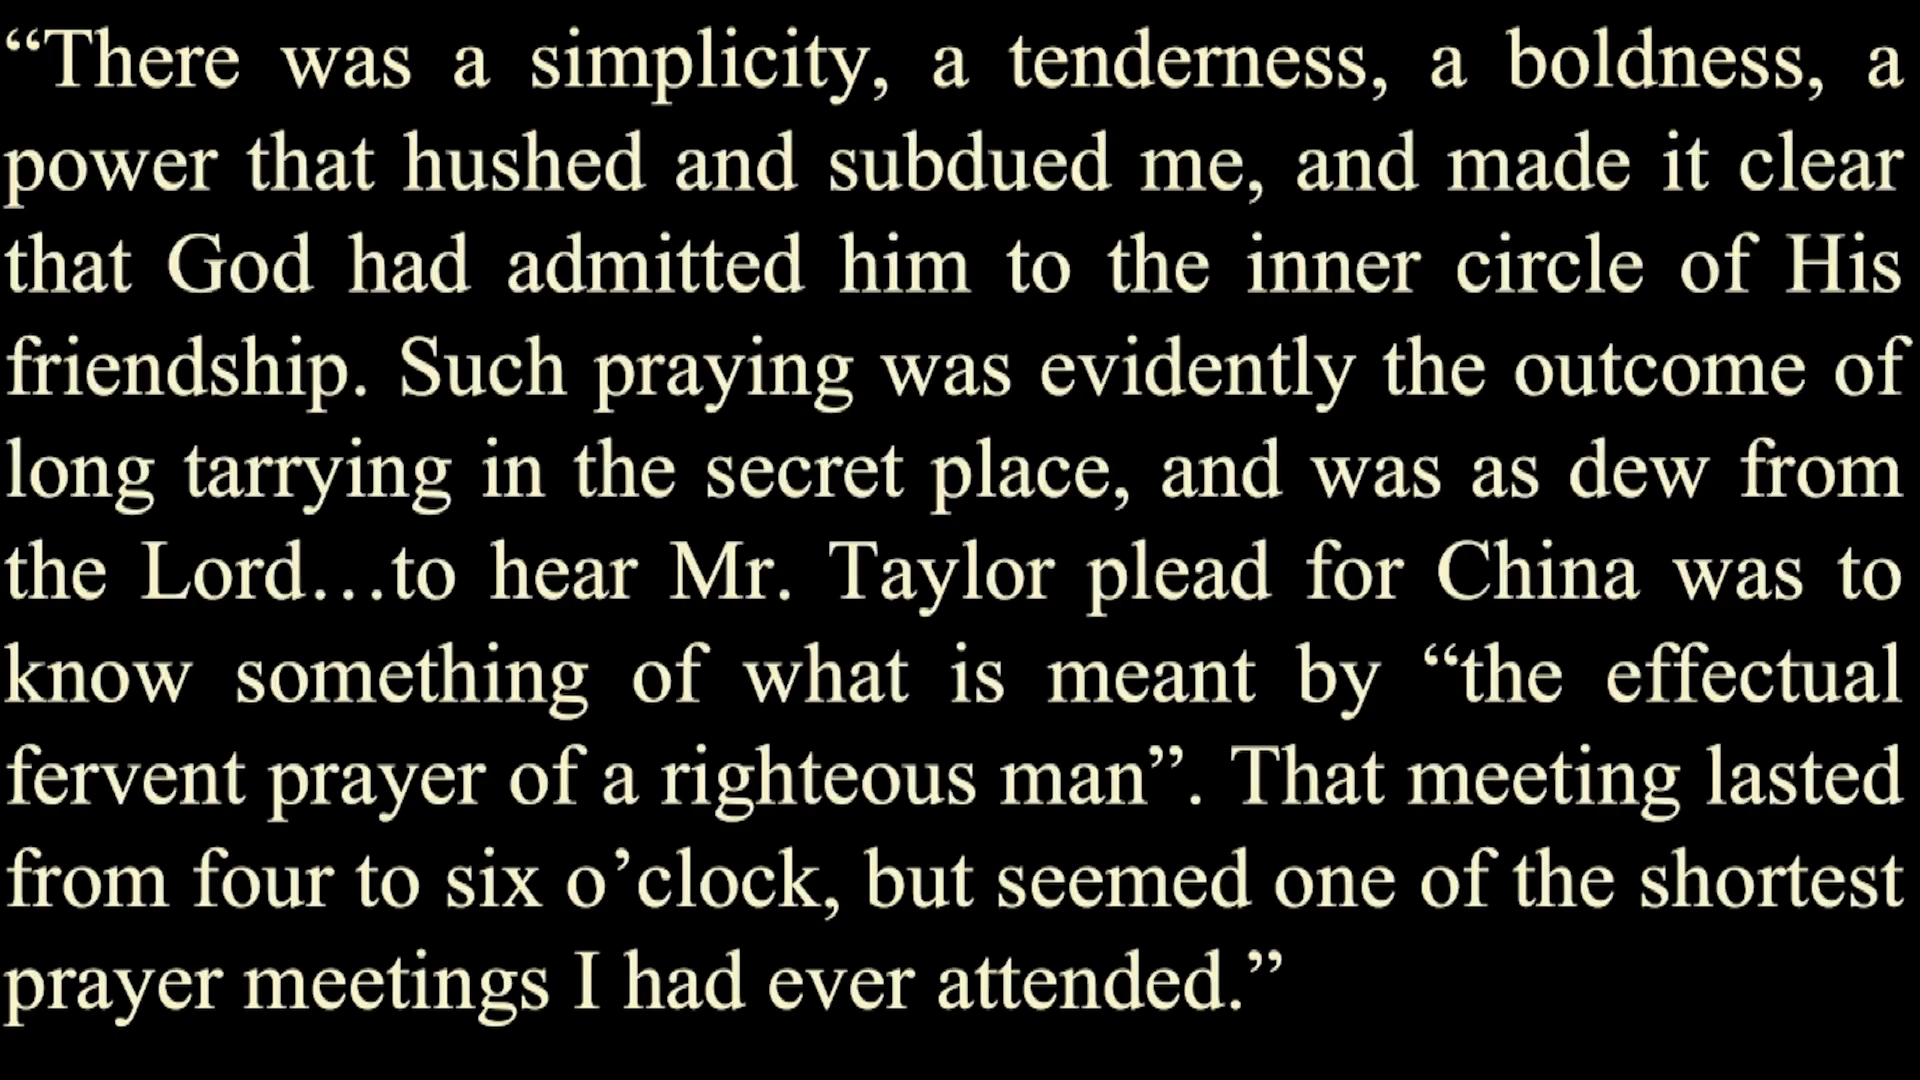 “There was a simplicity, a tenderness, a boldness, a
power that hushed and subdued me, and made it clear
that God had admitted him to the inner circle of His
friendship. Such praying was evidently the outcome of
long tarrying in the secret place, and was as dew from
the Lord…to hear Mr. Taylor plead for China was to
know something of what is meant by “the effectual
fervent prayer of a righteous man”. That meeting lasted
from four to six o’clock, but seemed one of the shortest
prayer meetings I had ever attended.”